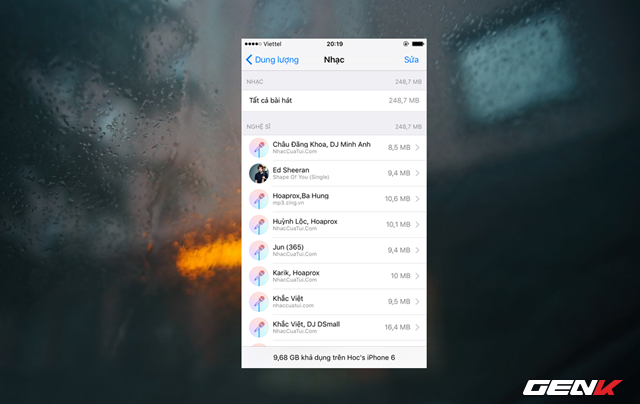 Viettel 20:19
Dung lượng Nhạc Sửa
NHẠC 248,7 MB
Tất cả bài hát 248,7 MB
NGHỆ SĨ 248,7 MB
Châu Đăng Khoa, DJ Minh Anh 8,5 MB
NhacCuaTui.Com
Ed Sheeran 9,4 MB
Shape Of You (Single)
Hoaprox,Ba Hung 10,6 MB
mp3.zing.vn
Huỳnh Lộc, Hoaprox 10,1 MB
NhacCuaTui.Com
Jun (365) 9,4 MB
NhacCuaTui.Com
Karik, Hoaprox 10 MB
NhacCuaTui.Com
Khắc Việt 9,5 MB
nhaccuatui.com
Khắc Việt, DJ DSmall 16,4 MB
NhacCuaTui.Com
9,68 GB khả dụng trên Hoc's iPhone 6
GENK